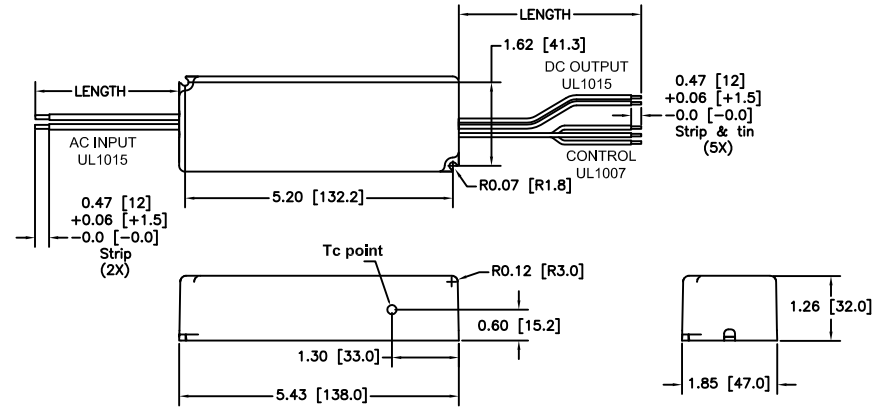 LENGTH
1.62 [41.3]
DC OUTPUT
UL1015
0.47 [12]
+0.06 [+1.5]
-0.0 [-0.0]
Strip & tin
(5X)
LENGTH
AC INPUT
UL1015
CONTROL
UL1007
5.20 [132.2]
R0.07 [R1.8]
0.47 [12]
+0.06 [+1.5]
-0.0 [-0.0]
Strip
(2X)
Tc point
R0.12 [R3.0]
0.60 [15.2]
1.30 [33.0]
5.43 [138.0]
1.26 [32.0]
1.85 [47.0]